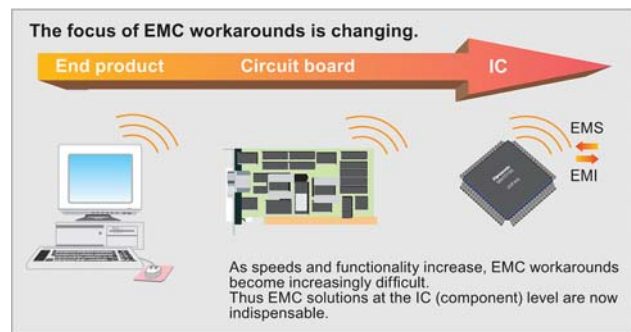 The focus of EMC workarounds is changing.
End product Circuit board IC
EMS
EMI
Panasonic
As speeds and functionality increase, EMC workarounds
become increasingly difficult.
Thus EMC solutions at the IC (component) level are now
indispensable.